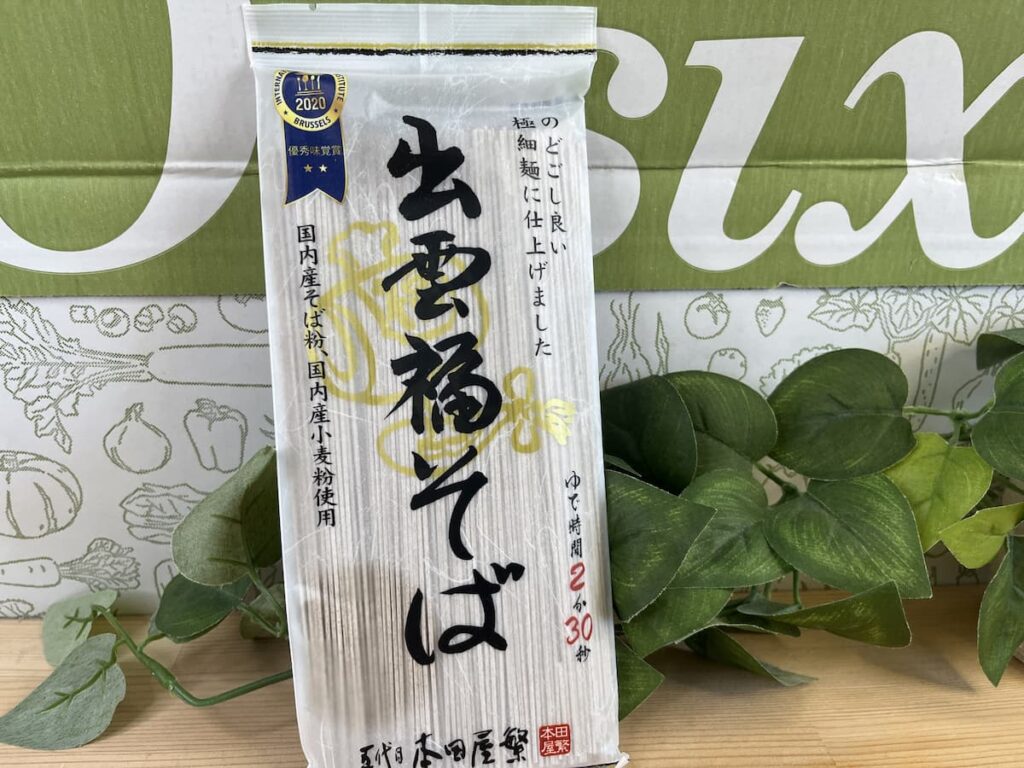 six
のどごし良い
極細麺に仕上げました
ゆで時間2分30秒
出雲福そば
2020
BRUSSELS
優秀味覚賞
国内産そば粉、国内産小麦粉使用
五代目 本田屋繁
本田
屋繁